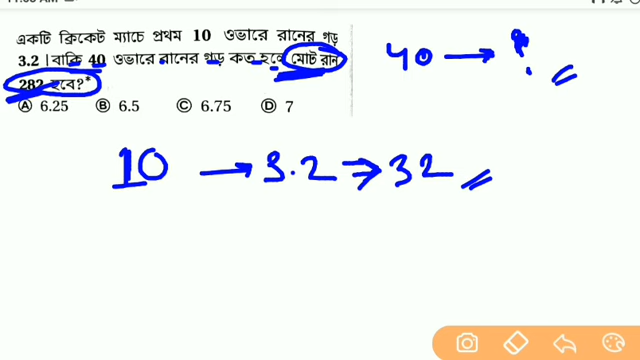 একটি ক্রিকেট ম্যাচে প্রথম 10 ওভারে রানের গড়
3.2 | বাকি 40 ওভারে রানের গড় কত হলে মোট রান
282 হবে?*
Ⓐ 6.25 Ⓑ 6.5 Ⓒ 6.75 Ⓓ 7
40 → ?
10 → 3.2 ⇒ 32